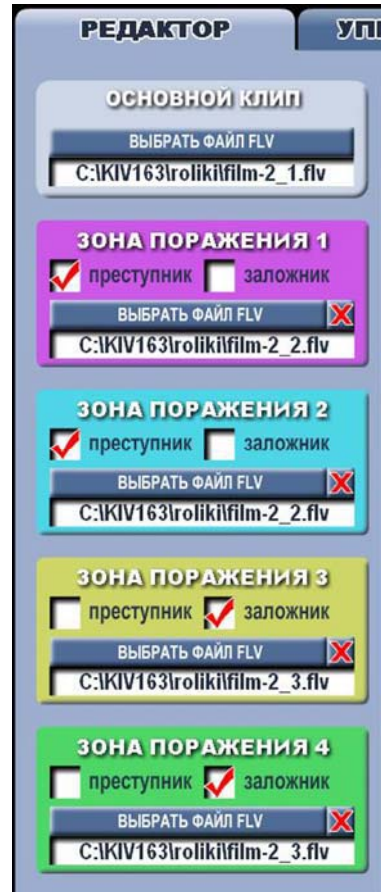 РЕДАКТОР УП
ОСНОВНОЙ КЛИП
ВЫБРАТЬ ФАЙЛ FLV
C:\KIV163\roliki\film-2_1.flv
ЗОНА ПОРАЖЕНИЯ 1
преступник заложник
ВЫБРАТЬ ФАЙЛ FLV X
C:\KIV163\roliki\film-2_2.flv
ЗОНА ПОРАЖЕНИЯ 2
преступник заложник
ВЫБРАТЬ ФАЙЛ FLV X
C:\KIV163\roliki\film-2_2.flv
ЗОНА ПОРАЖЕНИЯ 3
преступник заложник
ВЫБРАТЬ ФАЙЛ FLV X
C:\KIV163\roliki\film-2_3.flv
ЗОНА ПОРАЖЕНИЯ 4
преступник заложник
ВЫБРАТЬ ФАЙЛ FLV X
C:\KIV163\roliki\film-2_3.flv